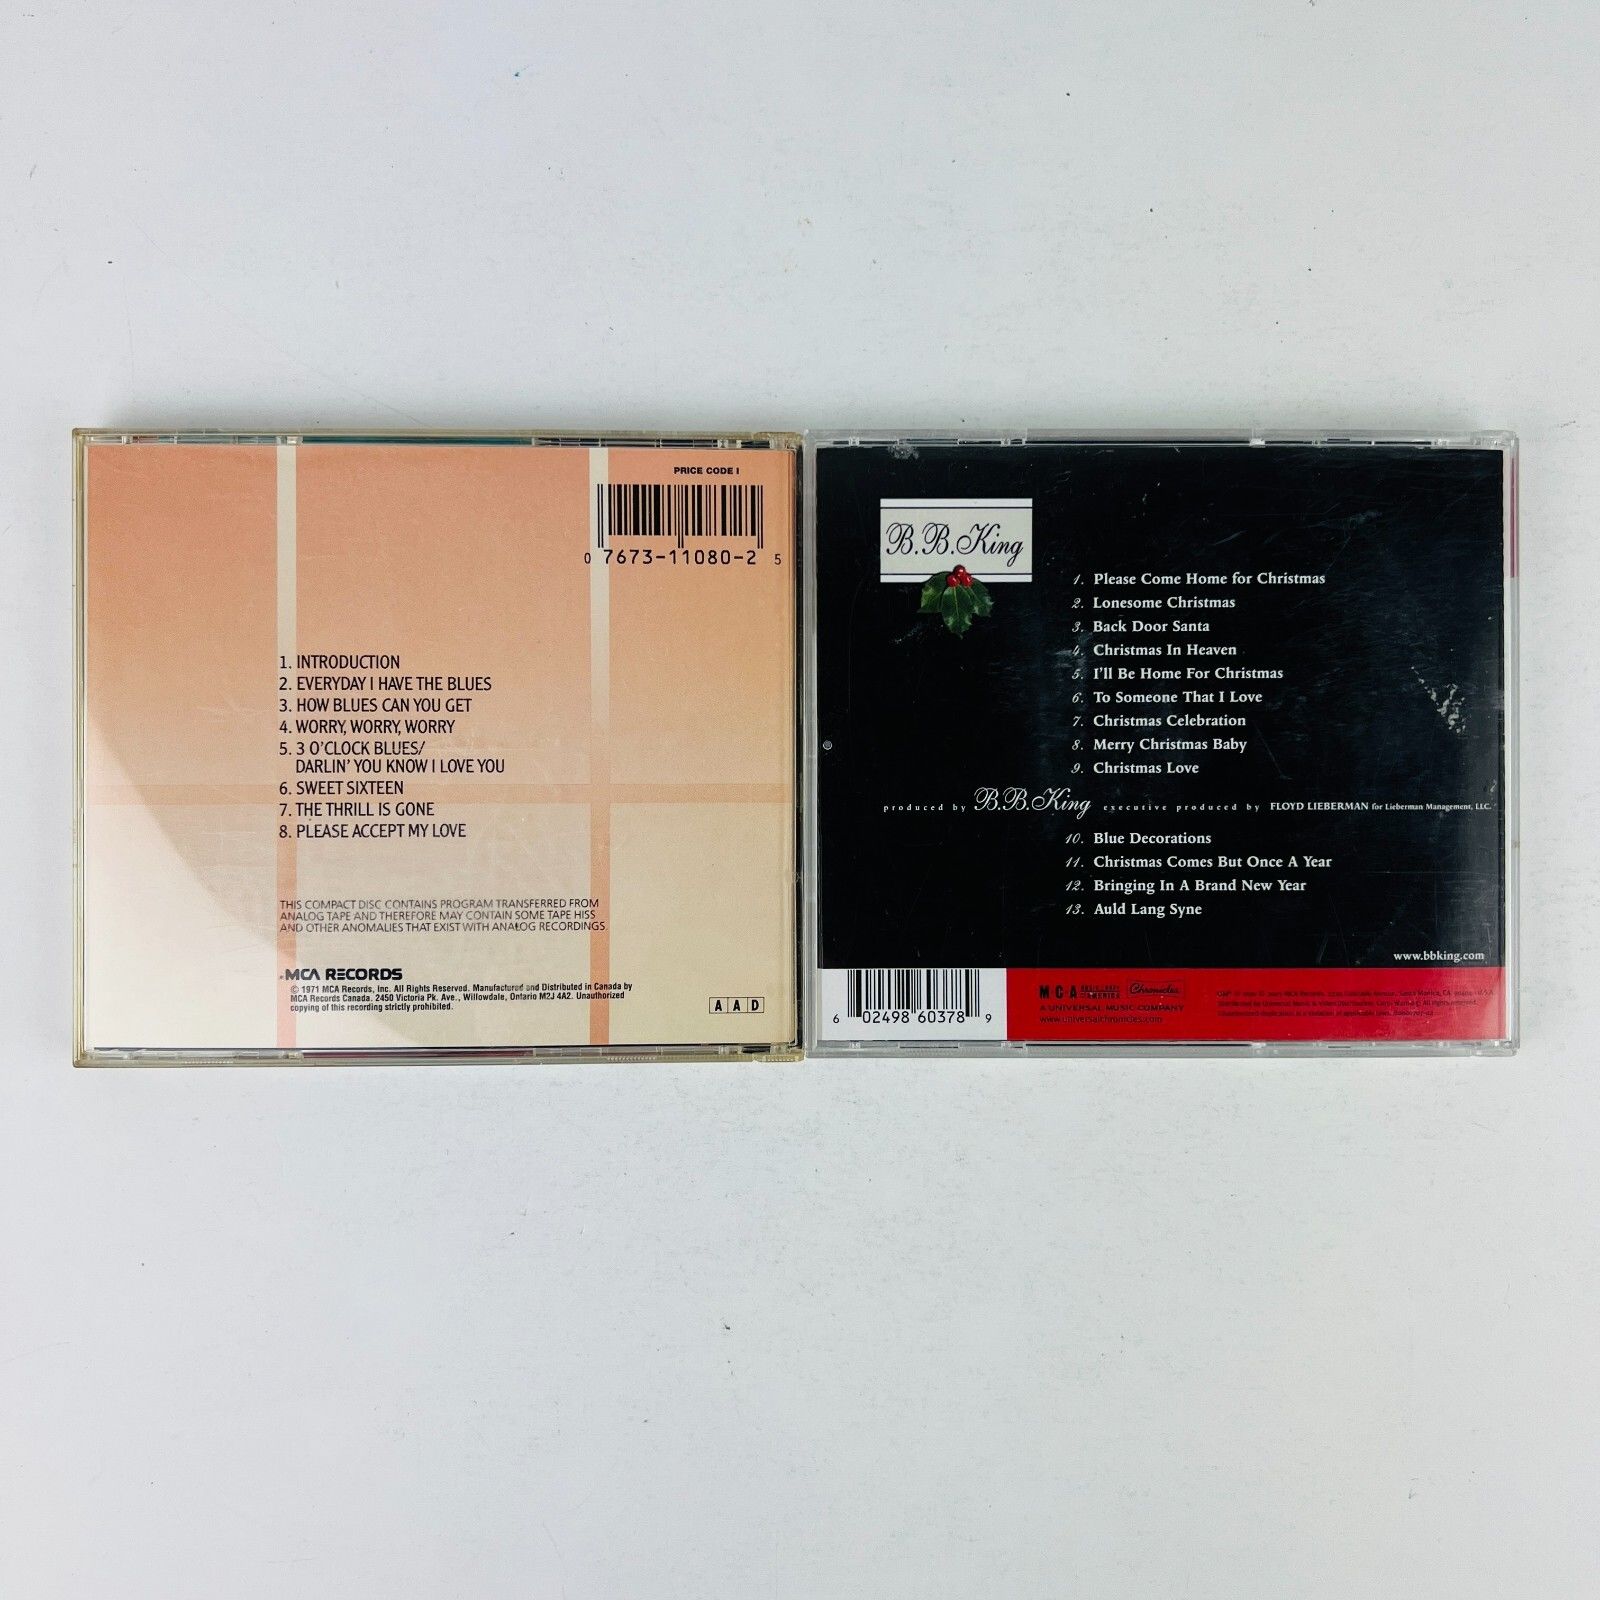 PRICE CODE I
0 7673-11080-2 5
1. INTRODUCTION
2. EVERYDAY I HAVE THE BLUES
3. HOW BLUES CAN YOU GET
4. WORRY, WORRY, WORRY
5. 3 O'CLOCK BLUES/
DARLIN' YOU KNOW I LOVE YOU
6. SWEET SIXTEEN
7. THE THRILL IS GONE
8. PLEASE ACCEPT MY LOVE
THIS COMPACT DISC CONTAINS PROGRAM TRANSFERRED FROM
ANALOG TAPE AND THEREFORE MAY CONTAIN SOME TAPE HISS
AND OTHER ANOMALIES THAT EXIST WITH ANALOG RECORDINGS.
MCA RECORDS
© 1971 MCA Records, Inc. All Rights Reserved. Manufactured and Distributed in Canada by
MCA Records Canada. 2450 Victoria Pk. Ave., Willowdale, Ontario M2J 4A2. Unauthorized
copying of this recording strictly prohibited.
A A D
B.B. King
1. Please Come Home for Christmas
2. Lonesome Christmas
3. Back Door Santa
4. Christmas In Heaven
5. I'll Be Home For Christmas
6. To Someone That I Love
7. Christmas Celebration
8. Merry Christmas Baby
9. Christmas Love
produced by B.B. King executive produced by FLOYD LIEBERMAN for Lieberman Management, LLC.
10. Blue Decorations
11. Christmas Comes But Once A Year
12. Bringing In A Brand New Year
13. Auld Lang Syne
www.bbking.com
6 02498 60378 9
MCA Chronicles
A UNIVERSAL MUSIC COMPANY
www.universalchronicles.com